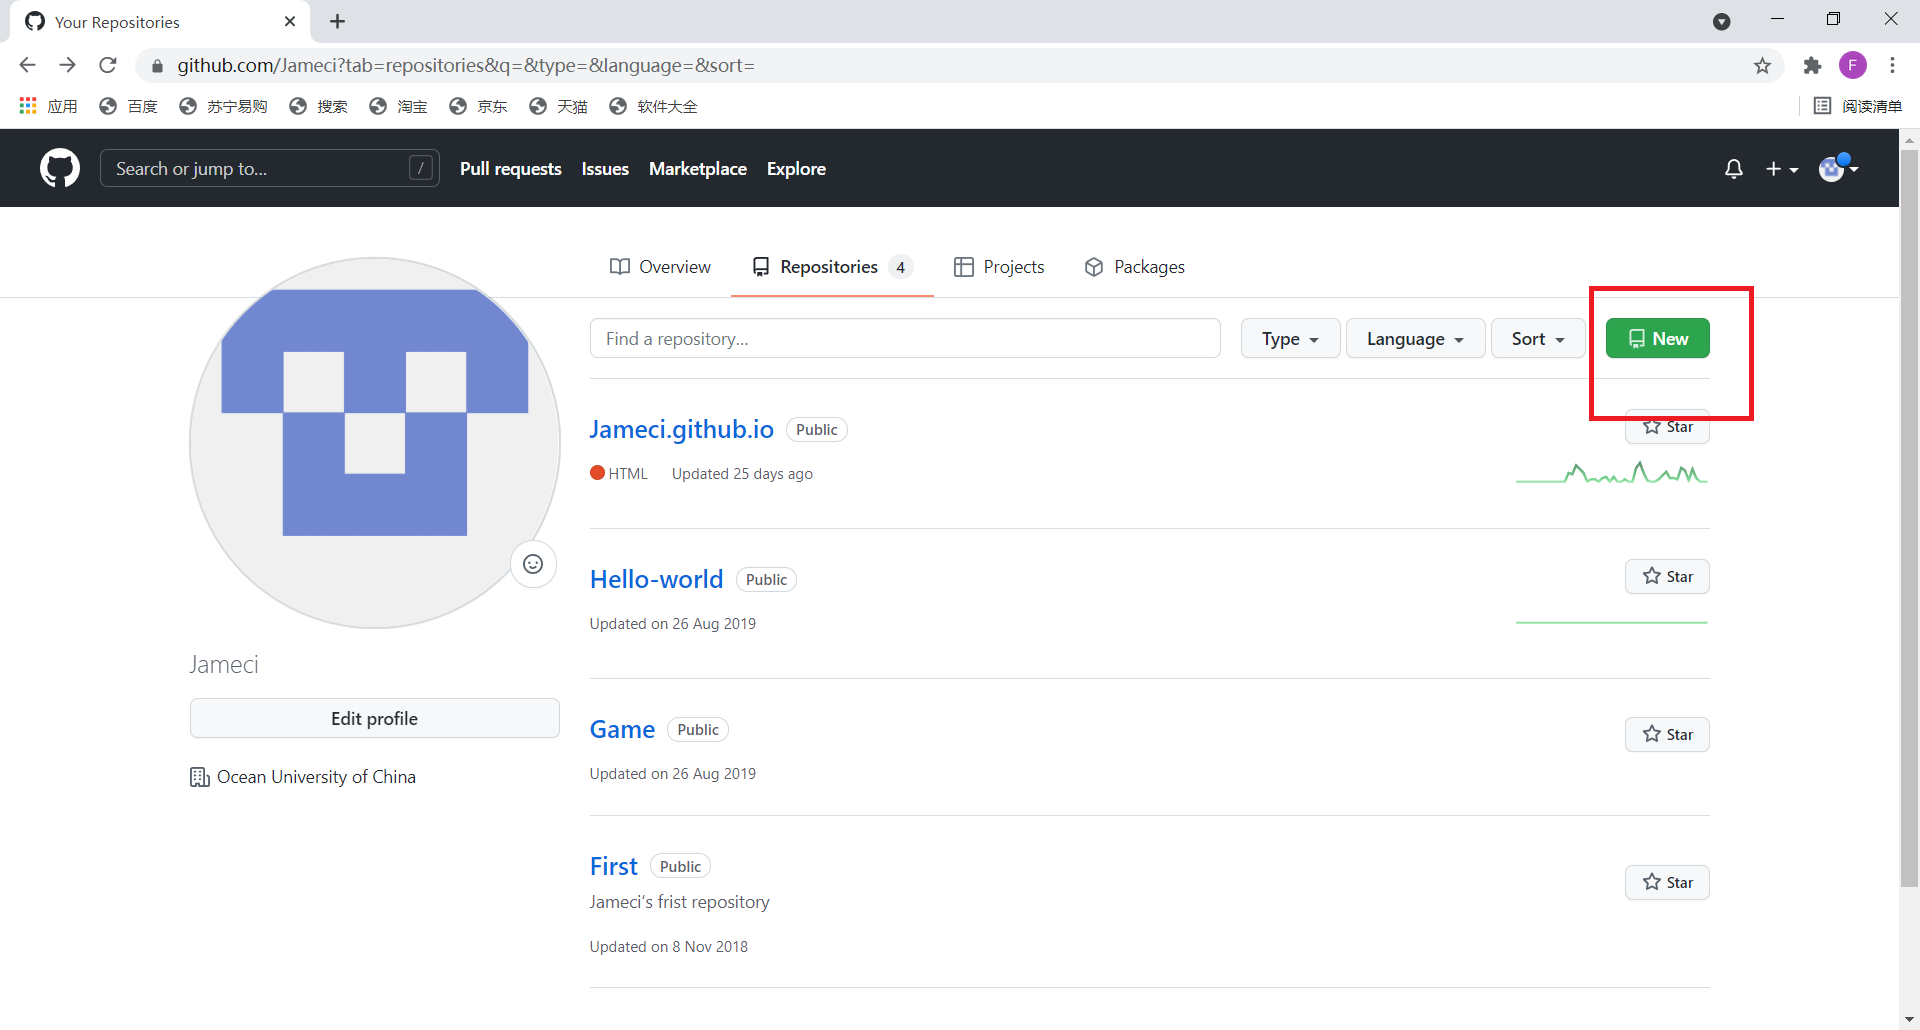 Your Repositories
github.com/Jameci?tab=repositories&q=&type=&language=&sort=
F
应用 百度 苏宁易购 搜索 淘宝 京东 天猫 软件大全 阅读清单
Search or jump to... / Pull requests Issues Marketplace Explore
Overview Repositories 4 Projects Packages
Find a repository... Type Language Sort New
Jameci.github.io Public Star
HTML Updated 25 days ago
Hello-world Public Star
Updated on 26 Aug 2019
Jameci
Edit profile
Ocean University of China
Game Public Star
Updated on 26 Aug 2019
First Public Star
Jameci's frist repository
Updated on 8 Nov 2018